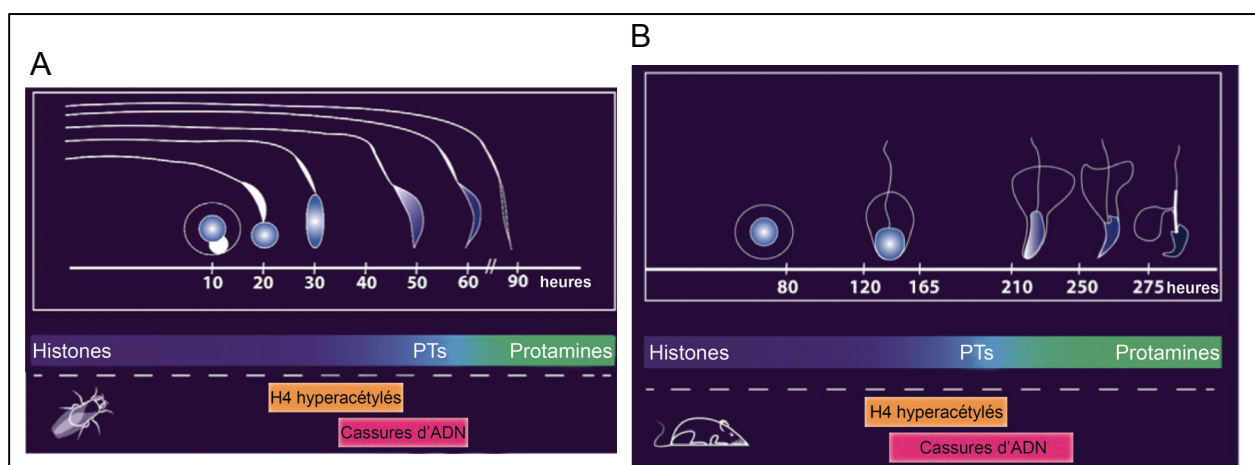 A
10 20 30 40 50 60 90 heures
Histones PTs Protamines
H4 hyperacétylés
Cassures d'ADN
B
80 120 165 210 250 275 heures
Histones PTs Protamines
H4 hyperacétylés
Cassures d'ADN